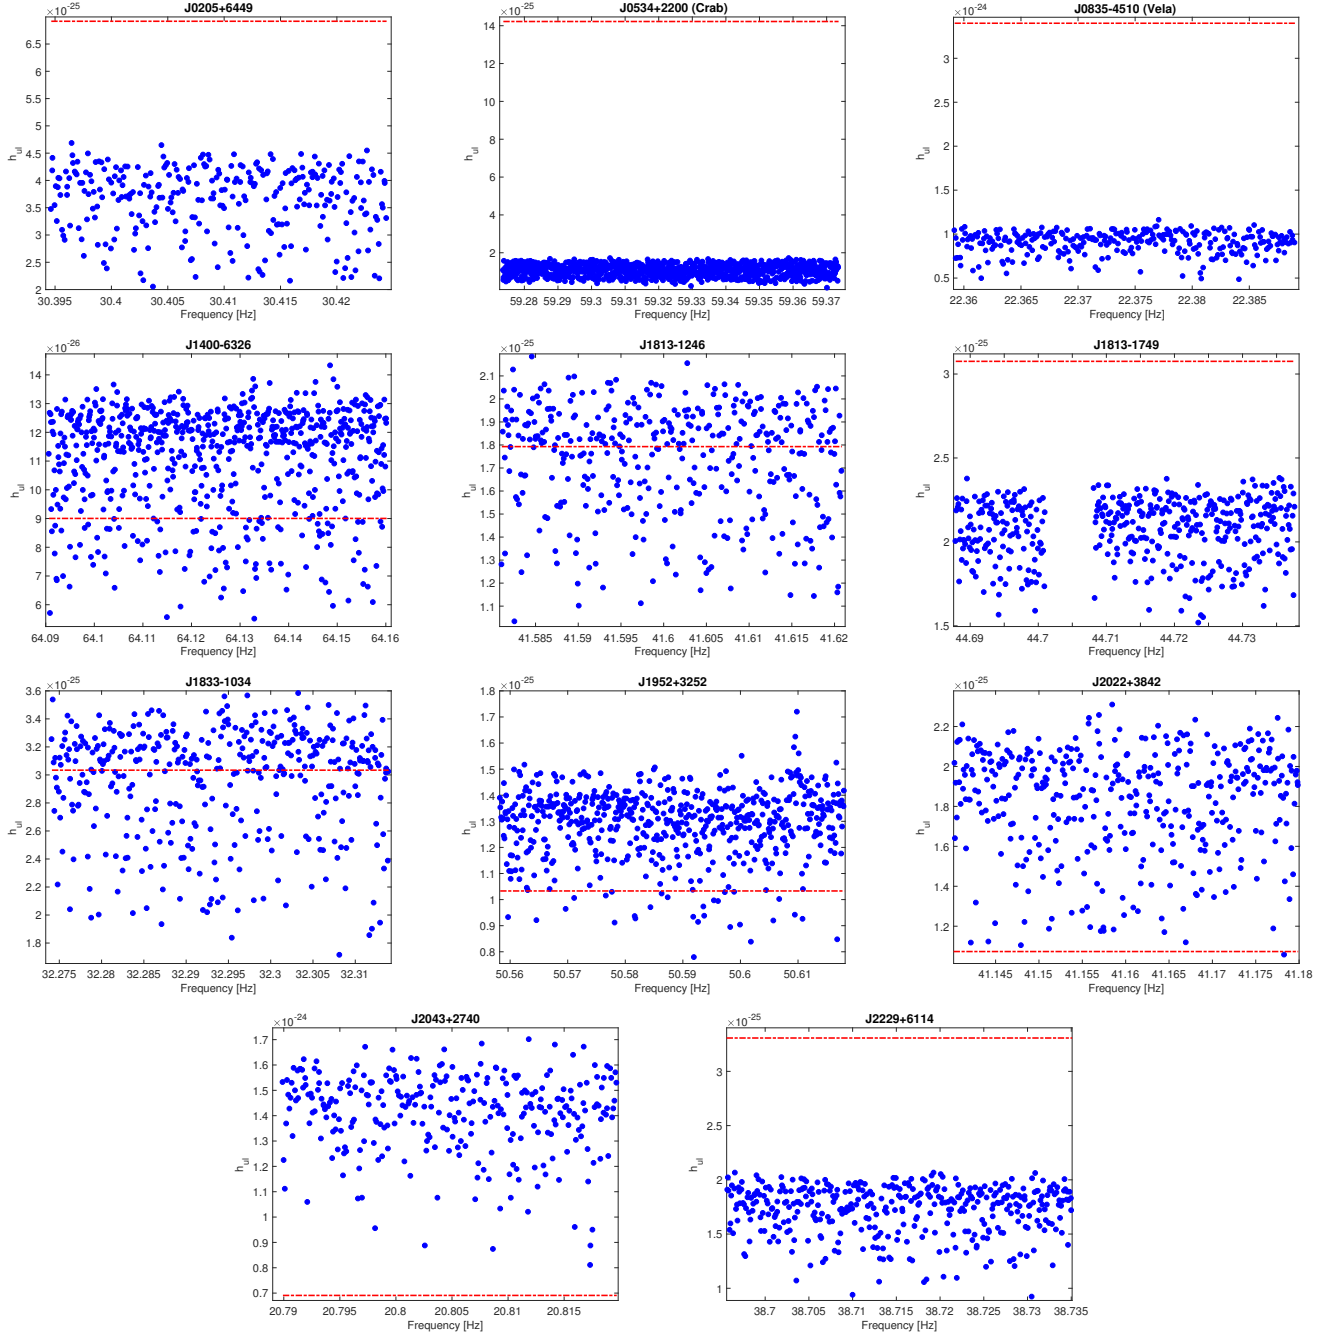 J0205+6449
×10⁻²⁵
6.5
6
5.5
5
4.5
4
3.5
3
2.5
2
h_ul
30.395 30.4 30.405 30.41 30.415 30.42
Frequency [Hz]
J0534+2200 (Crab)
×10⁻²⁵
14
12
10
8
6
4
2
h_ul
59.28 59.29 59.3 59.31 59.32 59.33 59.34 59.35 59.36 59.37
Frequency [Hz]
J0835-4510 (Vela)
×10⁻²⁴
3
2.5
2
1.5
1
0.5
h_ul
22.36 22.365 22.37 22.375 22.38 22.385
Frequency [Hz]
J1400-6326
×10⁻²⁶
14
13
12
11
10
9
8
7
6
h_ul
64.09 64.1 64.11 64.12 64.13 64.14 64.15 64.16
Frequency [Hz]
J1813-1246
×10⁻²⁵
2.1
2
1.9
1.8
1.7
1.6
1.5
1.4
1.3
1.2
1.1
h_ul
41.585 41.59 41.595 41.6 41.605 41.61 41.615 41.62
Frequency [Hz]
J1813-1749
×10⁻²⁵
3
2.5
2
1.5
h_ul
44.69 44.7 44.71 44.72 44.73
Frequency [Hz]
J1833-1034
×10⁻²⁵
3.6
3.4
3.2
3
2.8
2.6
2.4
2.2
2
1.8
h_ul
32.275 32.28 32.285 32.29 32.295 32.3 32.305 32.31
Frequency [Hz]
J1952+3252
×10⁻²⁵
1.8
1.7
1.6
1.5
1.4
1.3
1.2
1.1
1
0.9
0.8
h_ul
50.56 50.57 50.58 50.59 50.6 50.61
Frequency [Hz]
J2022+3842
×10⁻²⁵
2.2
2
1.8
1.6
1.4
1.2
h_ul
41.145 41.15 41.155 41.16 41.165 41.17 41.175 41.18
Frequency [Hz]
J2043+2740
×10⁻²⁴
1.7
1.6
1.5
1.4
1.3
1.2
1.1
1
0.9
0.8
0.7
h_ul
20.79 20.795 20.8 20.805 20.81 20.815
Frequency [Hz]
J2229+6114
×10⁻²⁵
3
2.5
2
1.5
1
h_ul
38.7 38.705 38.71 38.715 38.72 38.725 38.73 38.735
Frequency [Hz]